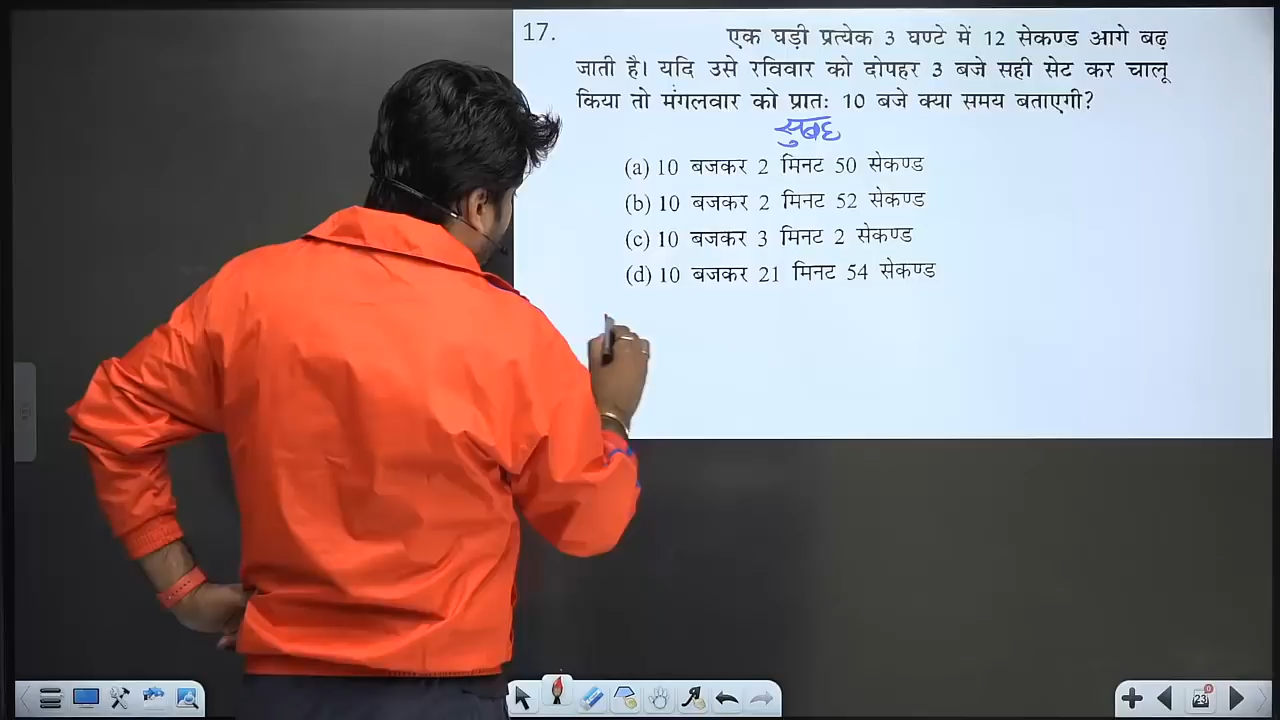 17.
एक घड़ी प्रत्येक 3 घण्टे में 12 सेकण्ड आगे बढ़
जाती है। यदि उसे रविवार को दोपहर 3 बजे सही सेट कर चालू
किया तो मंगलवार को प्रातः 10 बजे क्या समय बताएगी?
सुबह
(a) 10 बजकर 2 मिनट 50 सेकण्ड
(b) 10 बजकर 2 मिनट 52 सेकण्ड
(c) 10 बजकर 3 मिनट 2 सेकण्ड
(d) 10 बजकर 21 मिनट 54 सेकण्ड
23
0